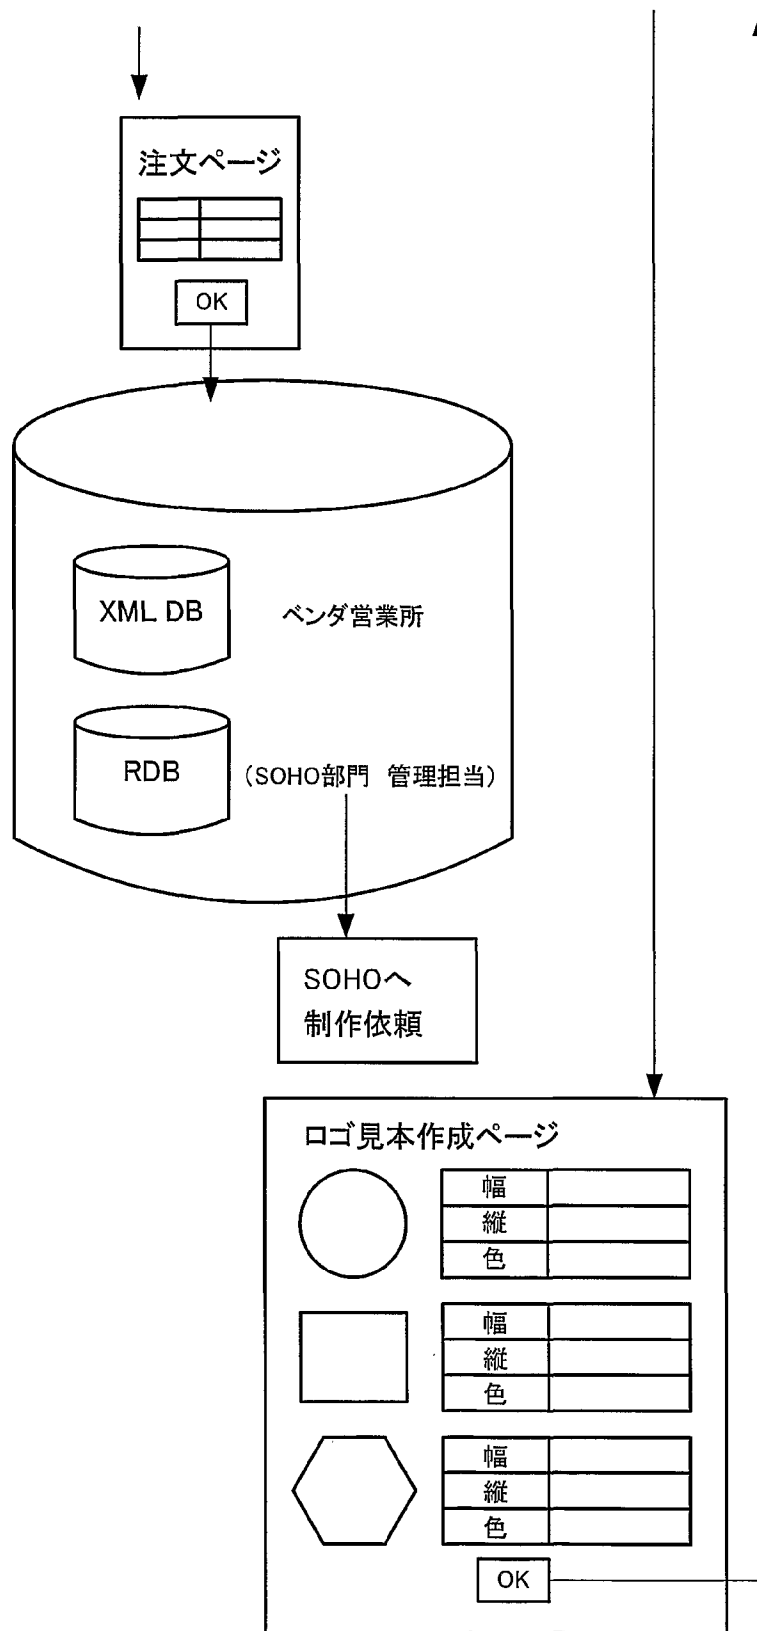 注文ページ
OK
XML DB
ベンダ営業所
RDB
（SOHO部門 管理担当）
SOHOへ
制作依頼
ロゴ見本作成ページ
幅
縦
色
幅
縦
色
幅
縦
色
OK